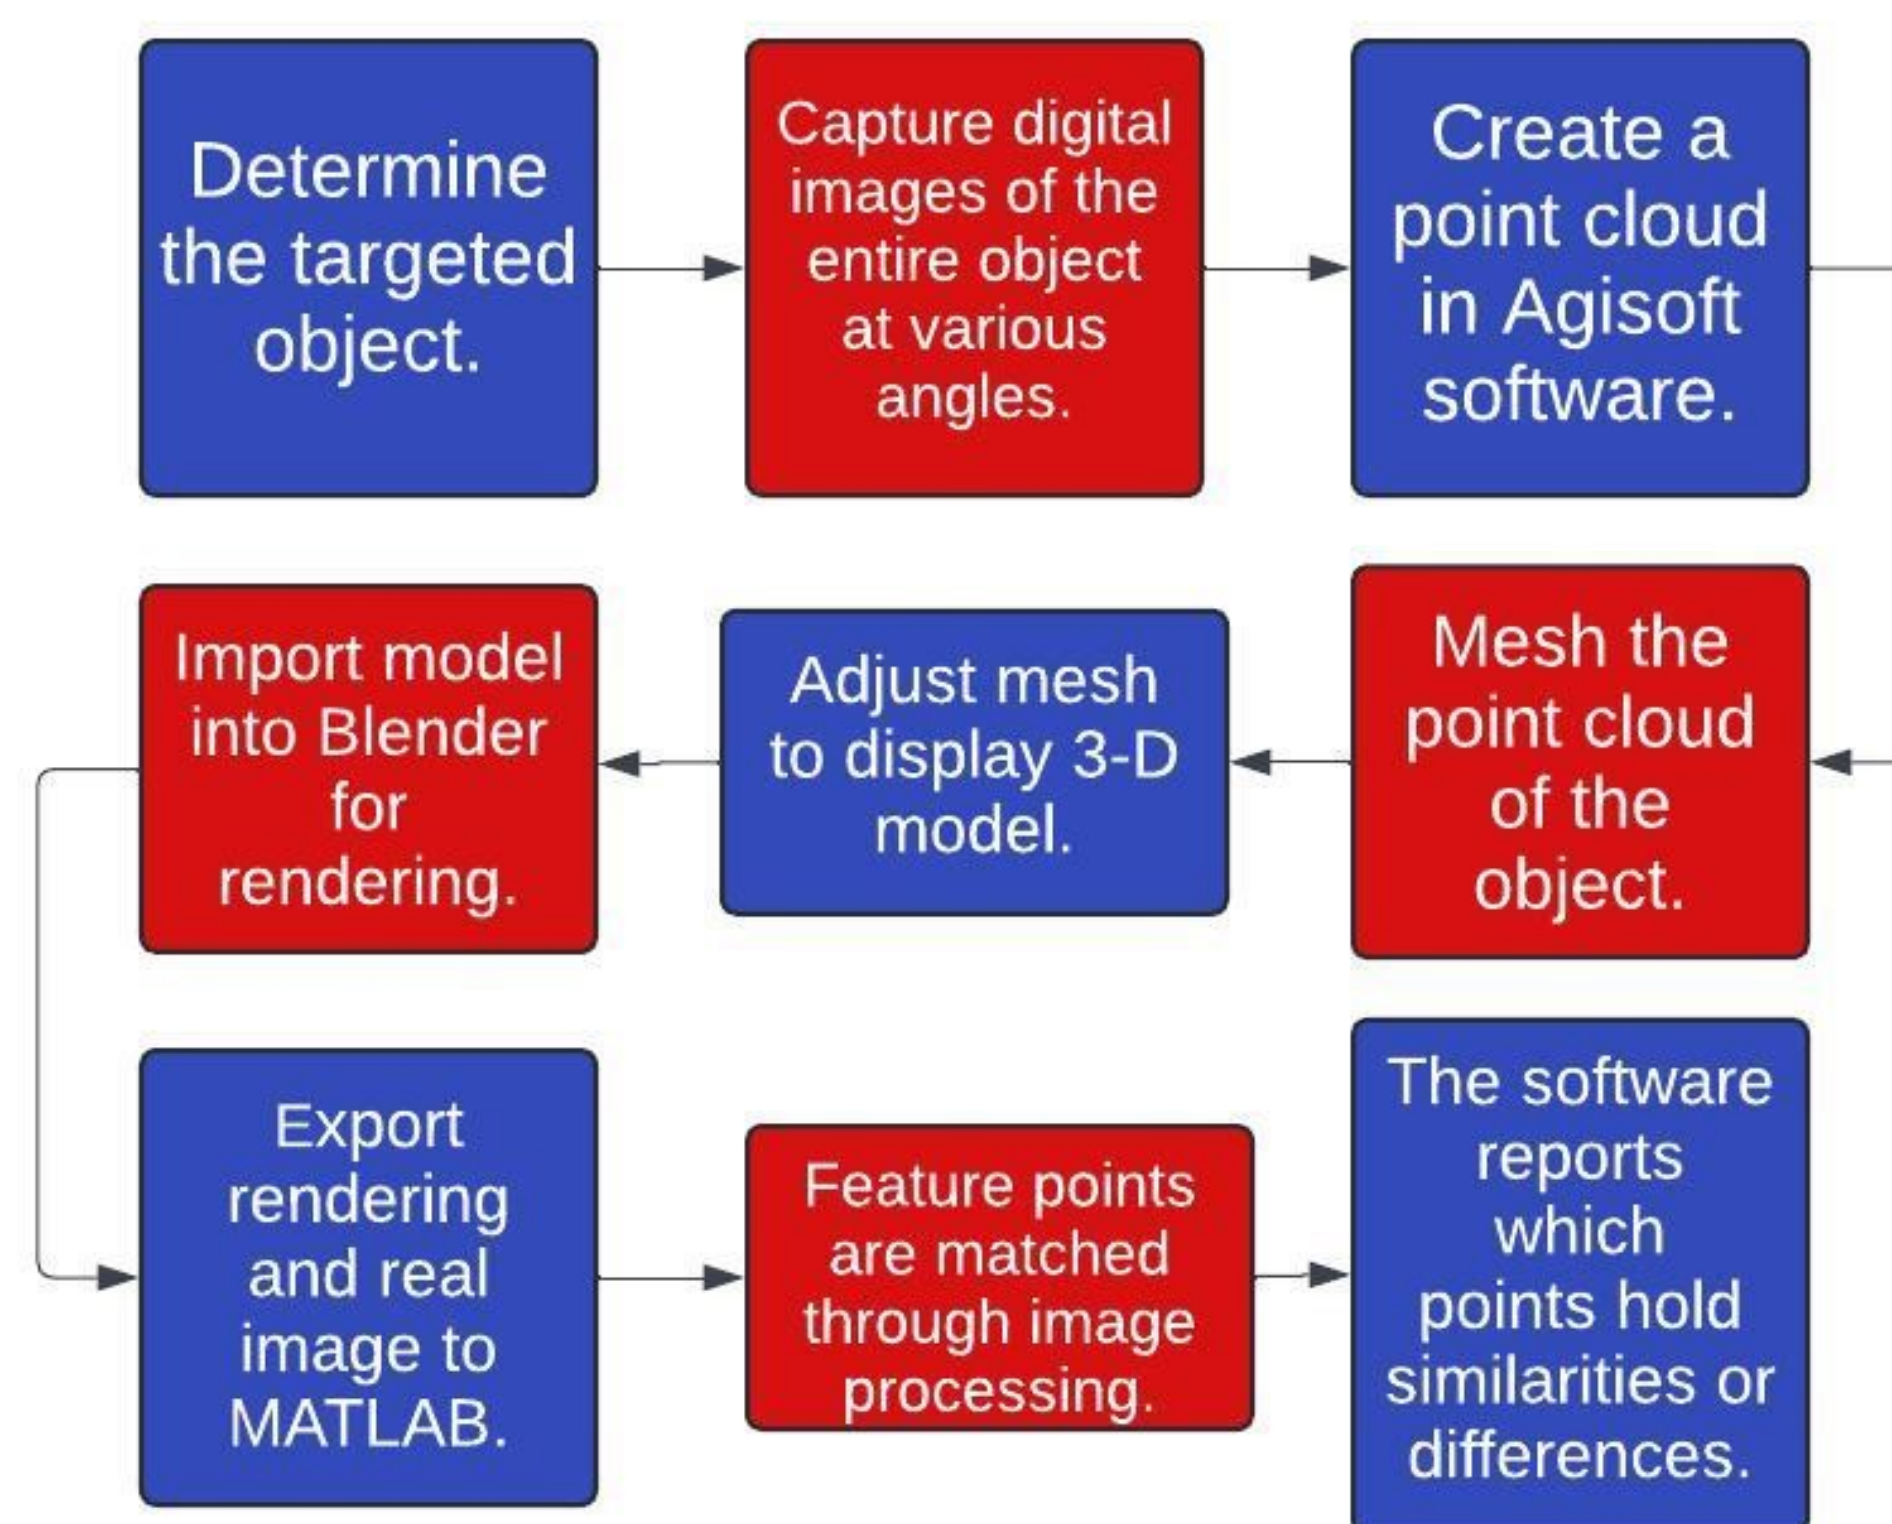 Determine
the targeted
object.
Capture digital
images of the
entire object
at various
angles.
Create a
point cloud
in Agisoft
software.
Mesh the
point cloud
of the
object.
Adjust mesh
to display 3-D
model.
Import model
into Blender
for
rendering.
Export
rendering
and real
image to
MATLAB.
Feature points
are matched
through image
processing.
The software
reports
which
points hold
similarities or
differences.